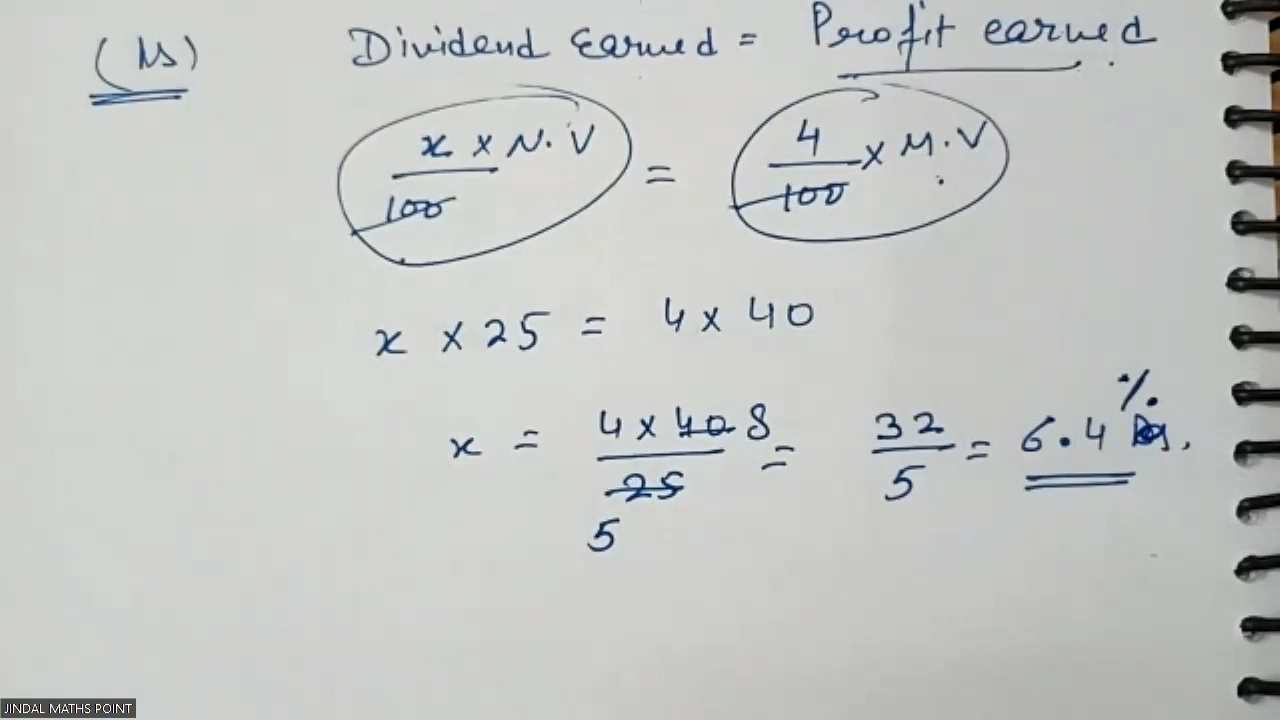 (Ms) Dividend earned = Profit earned
x × N.V / 100 = 4 / 100 × M.V
x × 25 = 4 × 40
x = 4 × 40 8 / 25 5 = 32 / 5 = 6.4 %.
JINDAL MATHS POINT